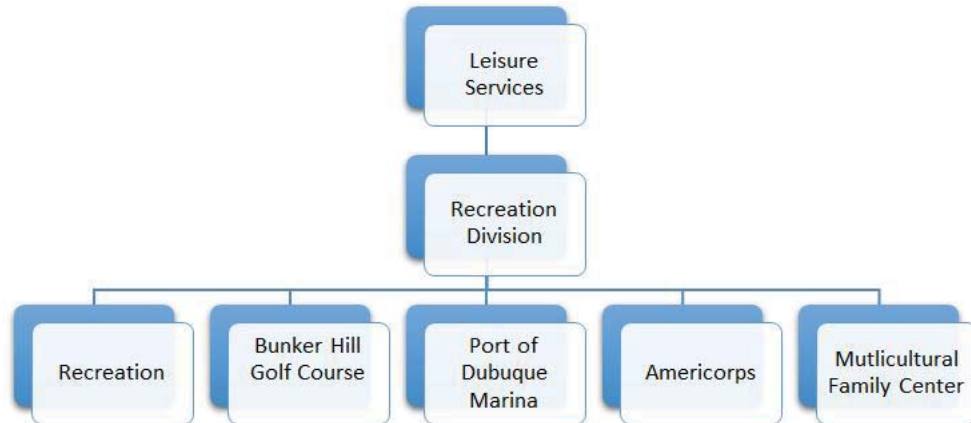 Leisure
Services
Recreation
Division
Recreation
Bunker Hill
Golf Course
Port of
Dubuque
Marina
Americorps
Mutlicultural
Family Center